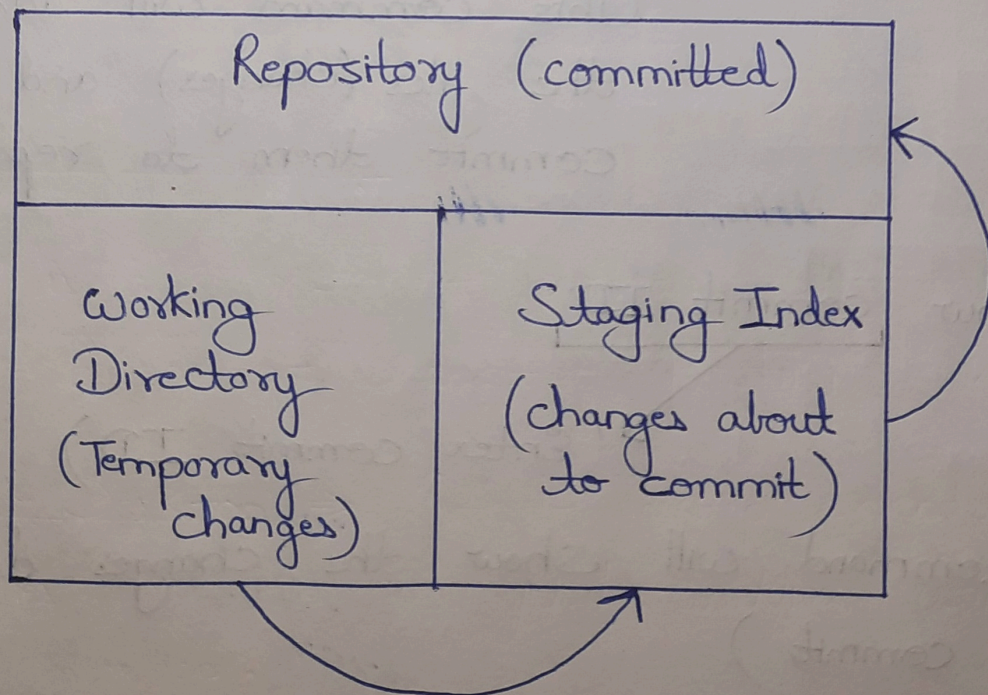 Repository (committed)
Working
Directory
(Temporary
changes)
Staging Index
(changes about
to commit)